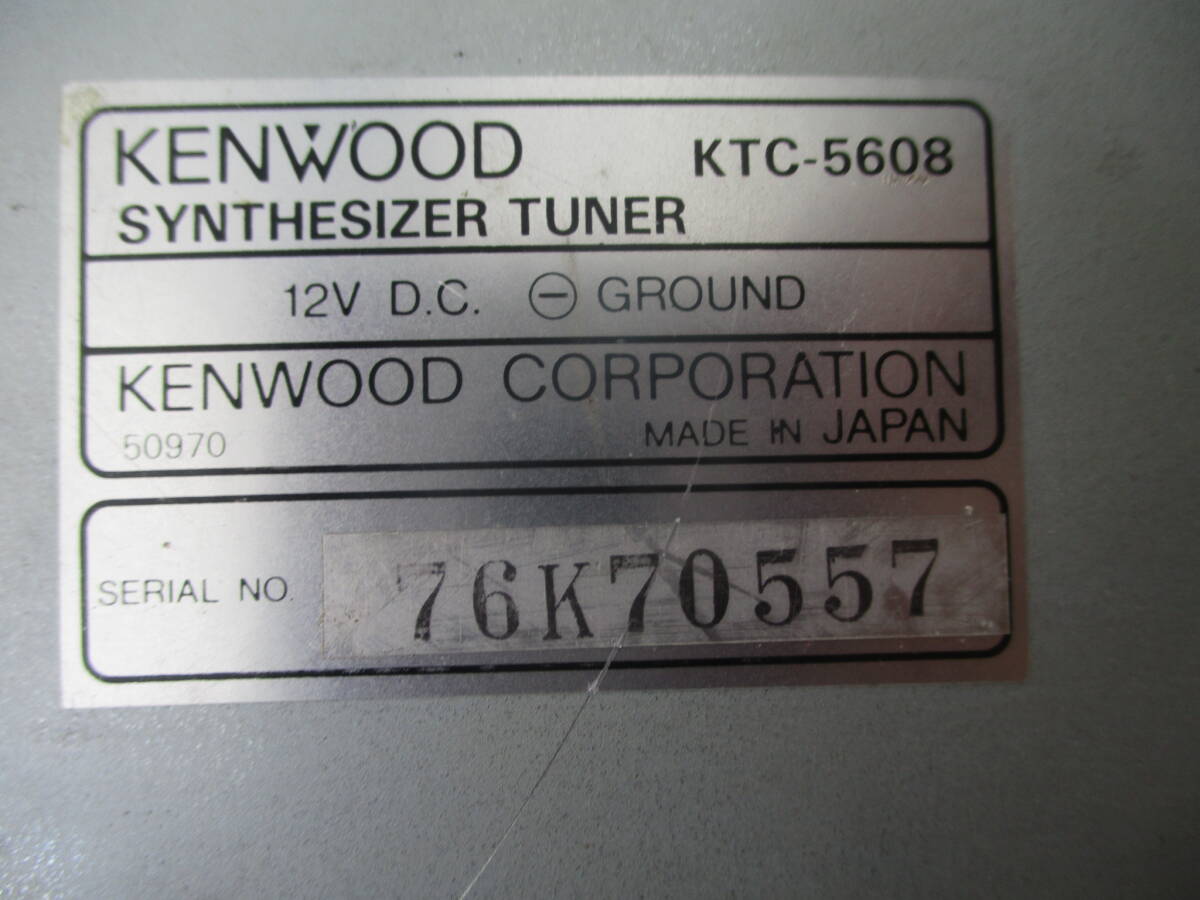 KENWOOD KTC-5608
SYNTHESIZER TUNER
12V D.C. ⊖ GROUND
KENWOOD CORPORATION
50970 MADE IN JAPAN
SERIAL NO. 76K70557